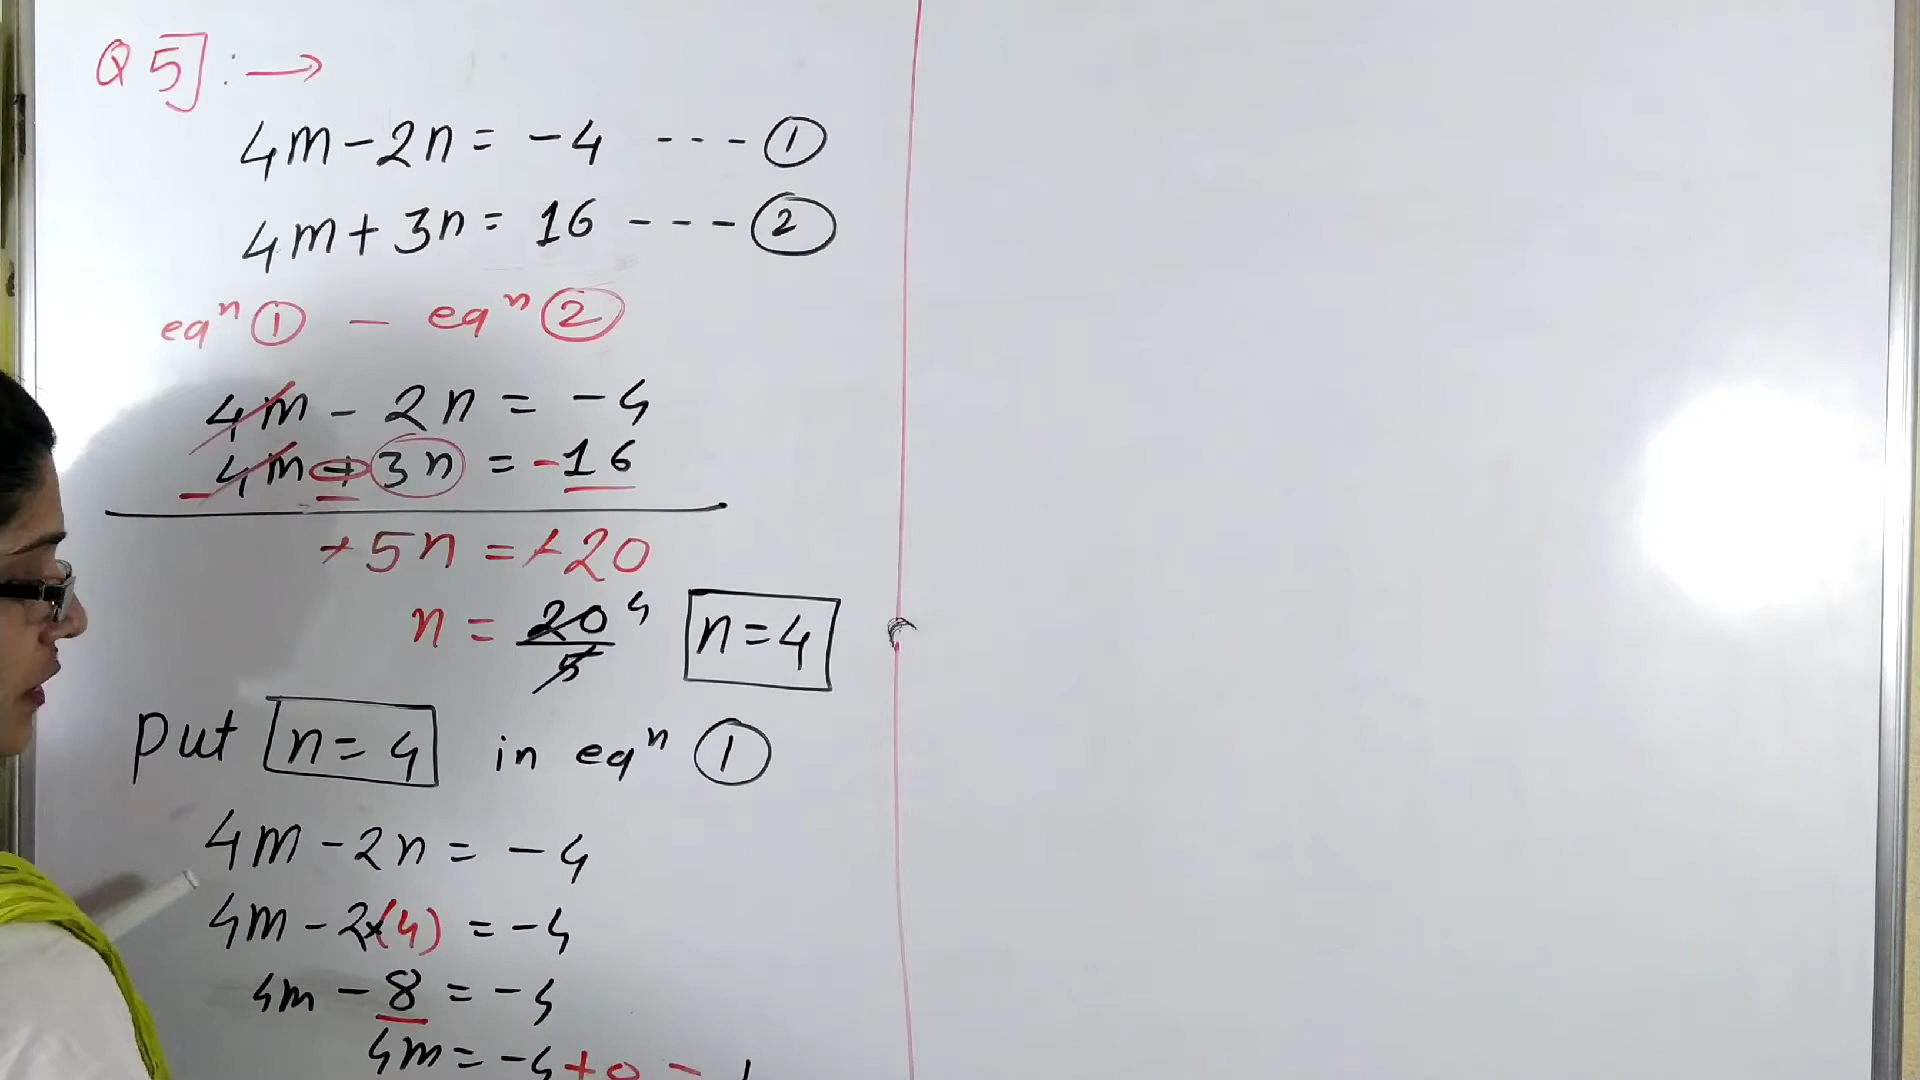 Q 5] : →
4m - 2n = -4 --- ①
4m + 3n = 16 --- ②
eqⁿ ① - eqⁿ ②
4m - 2n = -4
- 4m + 3n = -16
-
+5n = +20
n = 20/5 4 n = 4
Put n = 4 in eqⁿ ①
4m - 2n = -4
4m - 2×(4) = -4
4m - 8 = -4
4m = -4 +